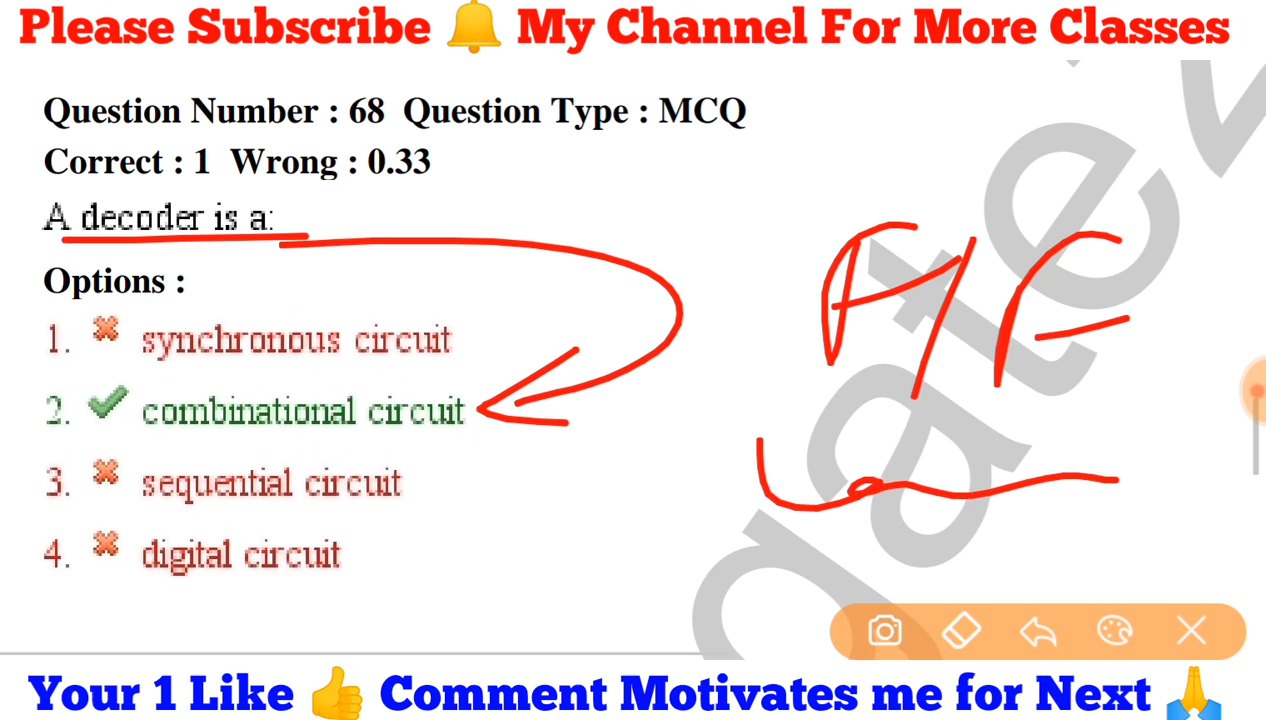 Please Subscribe 🔔 My Channel For More Classes
Question Number : 68 Question Type : MCQ
Correct : 1 Wrong : 0.33
A decoder is a:
Options :
1. synchronous circuit
2. combinational circuit
3. sequential circuit
4. digital circuit
Your 1 Like 👍 Comment Motivates me for Next 🙏